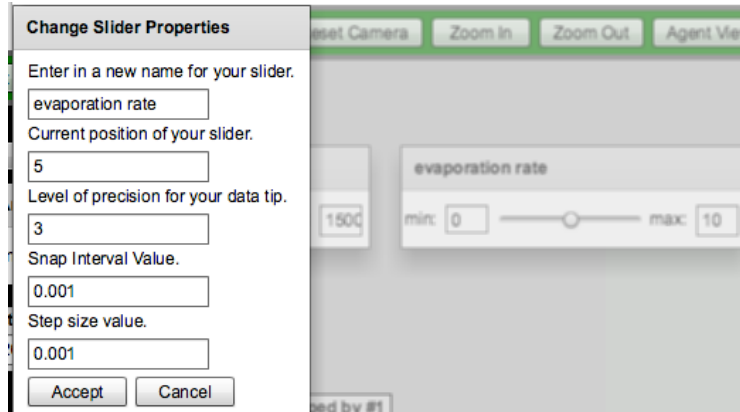 Change Slider Properties
Enter in a new name for your slider.
evaporation rate
Current position of your slider.
5
Level of precision for your data tip.
3
Snap Interval Value.
0.001
Step size value.
0.001
Accept Cancel
eset Camera Zoom In Zoom Out Agent Vie
evaporation rate
1500 min: 0 max: 10
ped by #1